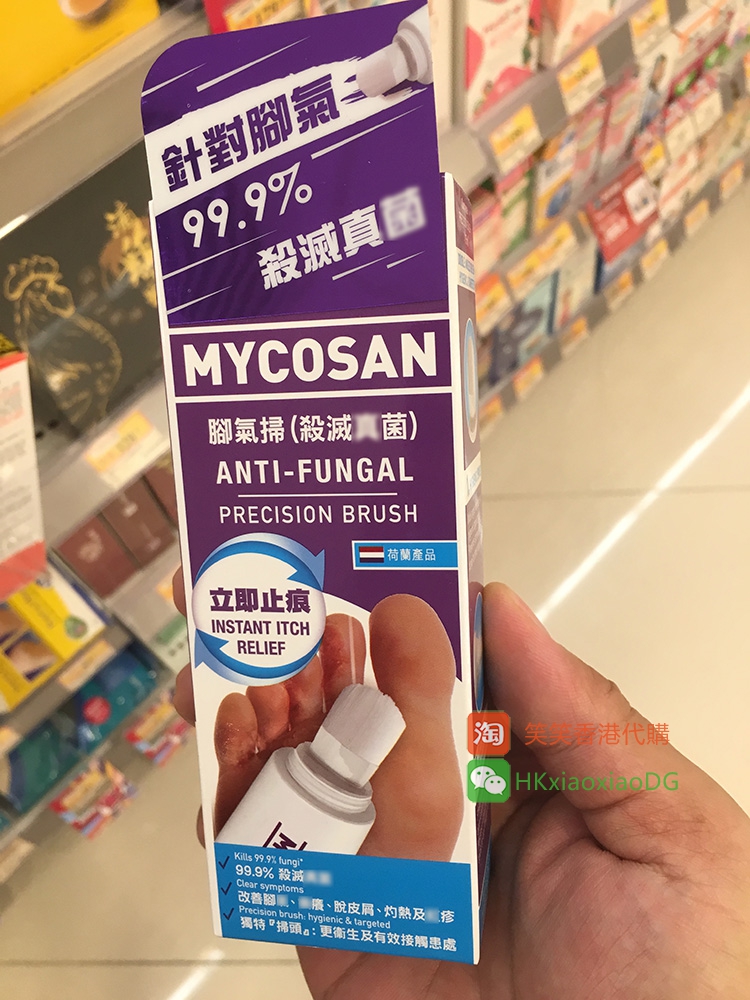 針對腳氣
99.9%
殺滅真
MYCOSAN
腳氣掃(殺滅 菌)
ANTI-FUNGAL
PRECISION BRUSH
荷蘭產品
立即止痕
INSTANT ITCH
RELIEF
淘 笑笑香港代購
HKxiaoxiaoDG
Kills 99.9% fungi*
99.9% 殺滅
Clear symptoms
改善腳 、 癢、脫皮屑、灼熱及 疹
Precision brush: hygienic & targeted
獨特『掃頭』：更衛生及有效接觸患處